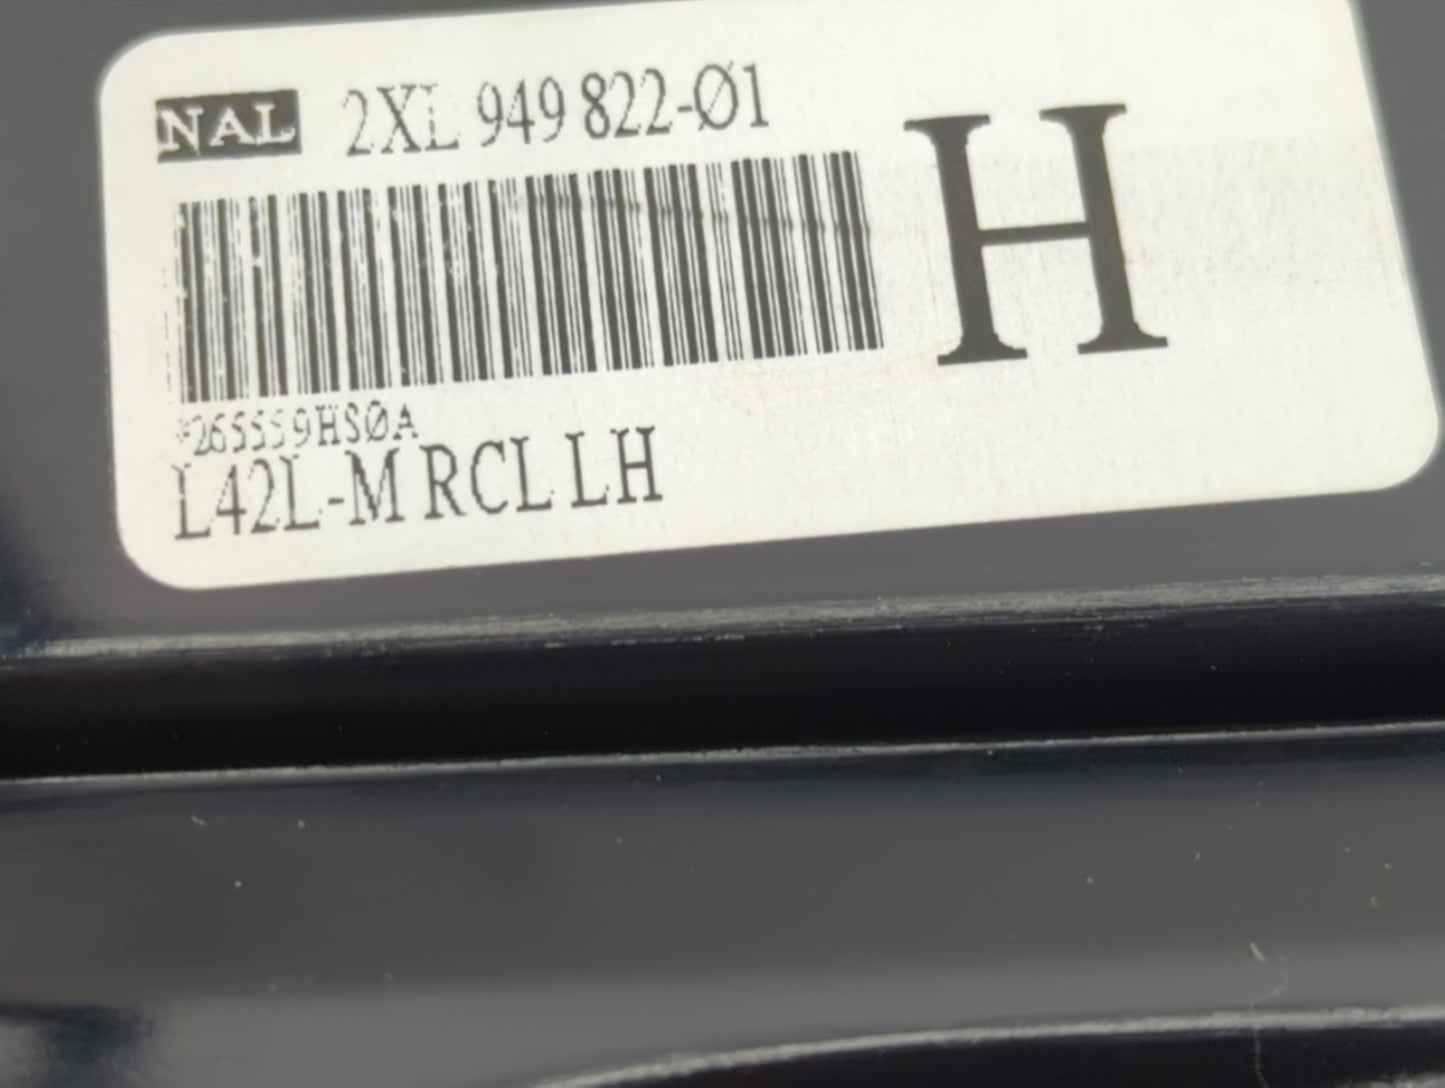 NAL 2XL 949 822-Ø1
H
*265559HSØA
L42L-M RCL LH